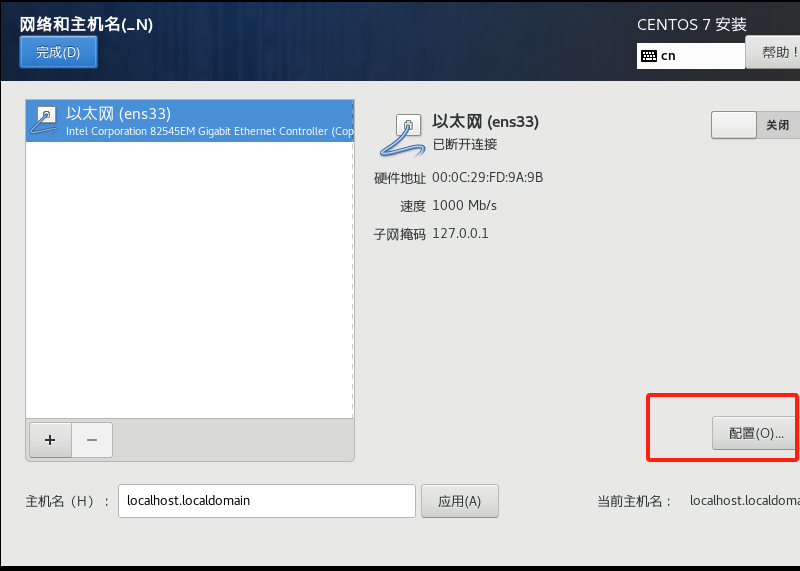 网络和主机名(_N)
CENTOS 7 安装
完成(D)
cn
帮助！
以太网 (ens33)
Intel Corporation 82545EM Gigabit Ethernet Controller (Cop
以太网 (ens33)
已断开连接
关闭
硬件地址 00:0C:29:FD:9A:9B
速度 1000 Mb/s
子网掩码 127.0.0.1
配置(O)...
主机名（H）： localhost.localdomain
应用(A)
当前主机名： localhost.localdoma